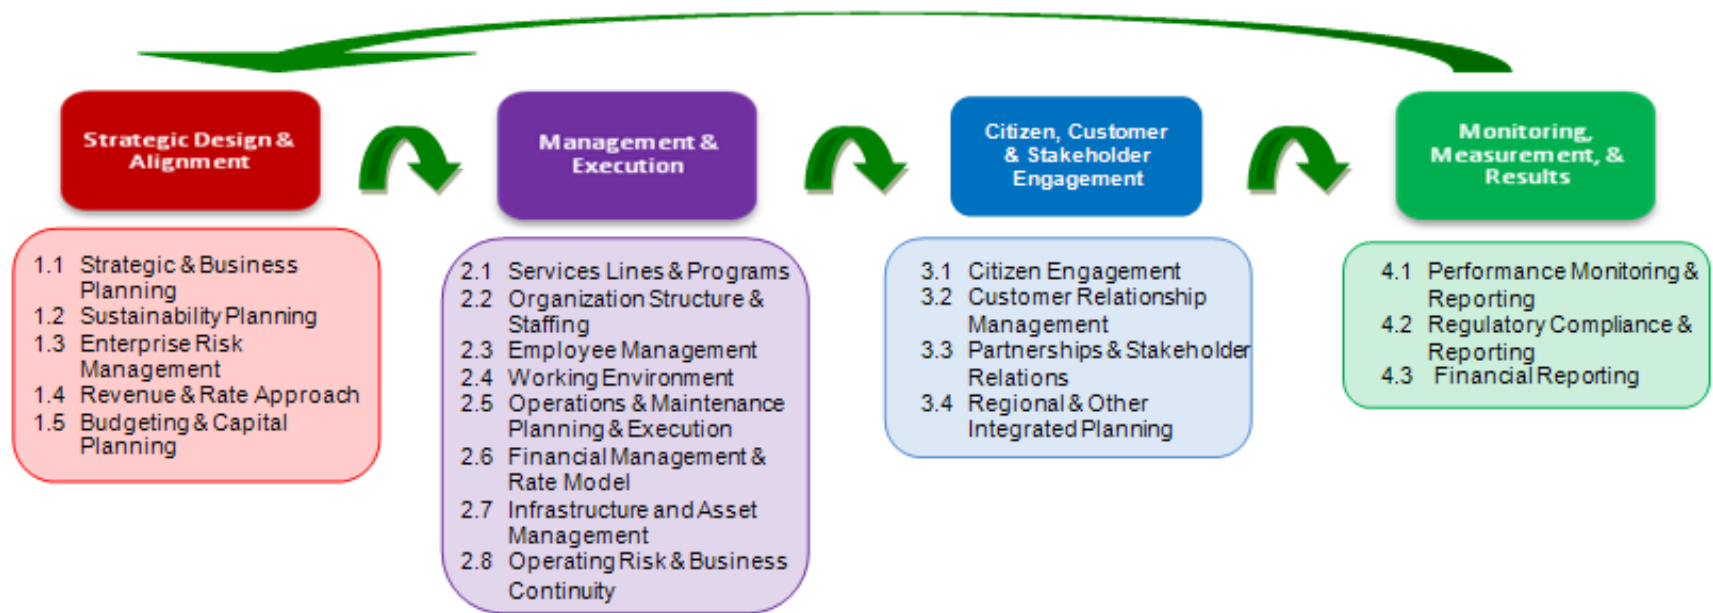 Strategic Design &
Alignment
1.1 Strategic & Business
Planning
1.2 Sustainability Planning
1.3 Enterprise Risk
Management
1.4 Revenue & Rate Approach
1.5 Budgeting & Capital
Planning
Management &
Execution
2.1 Services Lines & Programs
2.2 Organization Structure &
Staffing
2.3 Employee Management
2.4 Working Environment
2.5 Operations & Maintenance
Planning & Execution
2.6 Financial Management &
Rate Model
2.7 Infrastructure and Asset
Management
2.8 Operating Risk & Business
Continuity
Citizen, Customer
& Stakeholder
Engagement
3.1 Citizen Engagement
3.2 Customer Relationship
Management
3.3 Partnerships & Stakeholder
Relations
3.4 Regional & Other
Integrated Planning
Monitoring,
Measurement, &
Results
4.1 Performance Monitoring &
Reporting
4.2 Regulatory Compliance &
Reporting
4.3 Financial Reporting